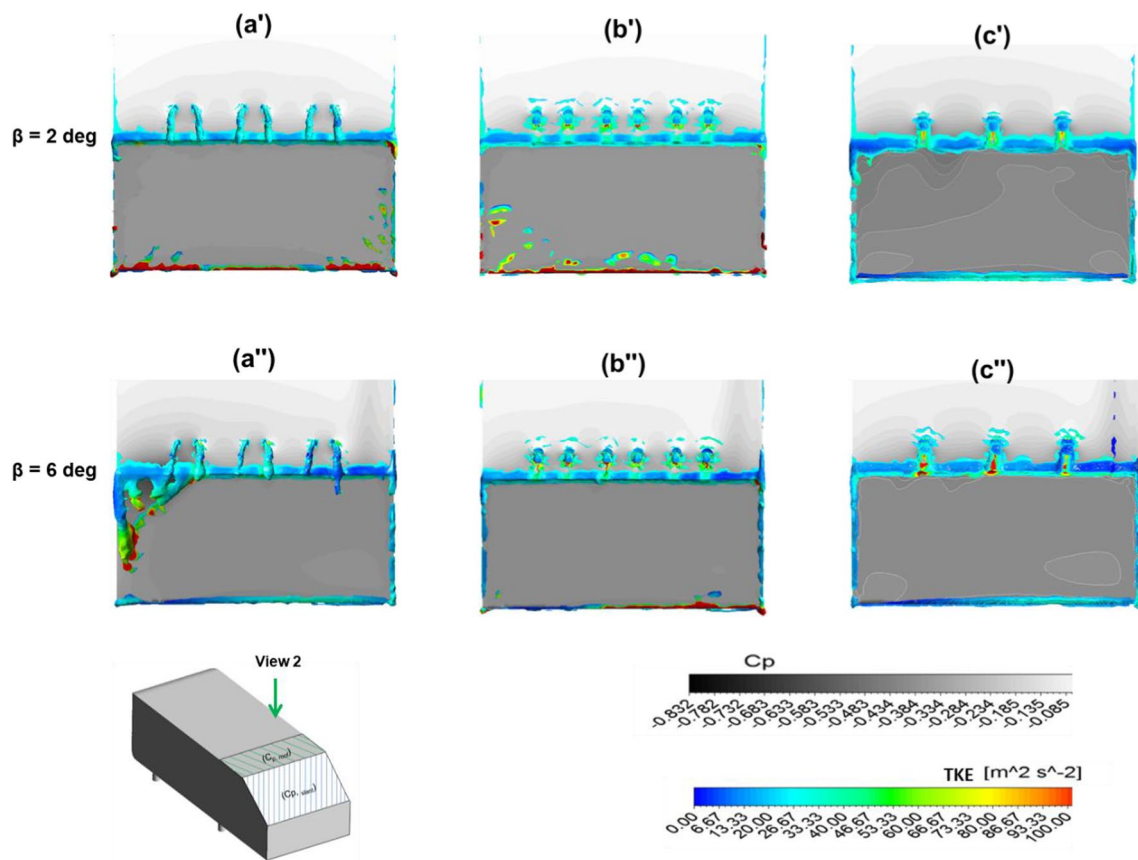 (a')
(b')
(c')
β = 2 deg
(a'')
(b'')
(c'')
β = 6 deg
View 2
(Cp, roof)
(Cp, slant)
Cp
-0.832 -0.782 -0.732 -0.683 -0.633 -0.583 -0.533 -0.483 -0.434 -0.384 -0.334 -0.284 -0.234 -0.185 -0.135 -0.085
TKE [m^2 s^-2]
0.00 6.67 13.33 20.00 26.67 33.33 40.00 46.67 53.33 60.00 66.67 73.33 80.00 86.67 93.33 100.00